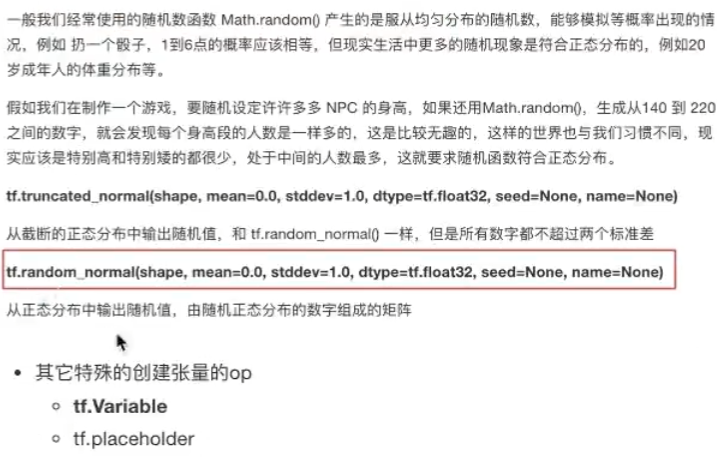 一般我们经常使用的随机数函数 Math.random() 产生的是服从均匀分布的随机数，能够模拟等概率出现的情
况，例如 扔一个骰子，1到6点的概率应该相等，但现实生活中更多的随机现象是符合正态分布的，例如20
岁成年人的体重分布等。
假如我们在制作一个游戏，要随机设定许许多多 NPC 的身高，如果还用Math.random()，生成从140 到 220
之间的数字，就会发现每个身高段的人数是一样多的，这是比较无趣的，这样的世界也与我们习惯不同，现
实应该是特别高和特别矮的都很少，处于中间的人数最多，这就要求随机函数符合正态分布。
tf.truncated_normal(shape, mean=0.0, stddev=1.0, dtype=tf.float32, seed=None, name=None)
从截断的正态分布中输出随机值，和 tf.random_normal() 一样，但是所有数字都不超过两个标准差
tf.random_normal(shape, mean=0.0, stddev=1.0, dtype=tf.float32, seed=None, name=None)
从正态分布中输出随机值，由随机正态分布的数字组成的矩阵
• 其它特殊的创建张量的op
○ tf.Variable
○ tf.placeholder